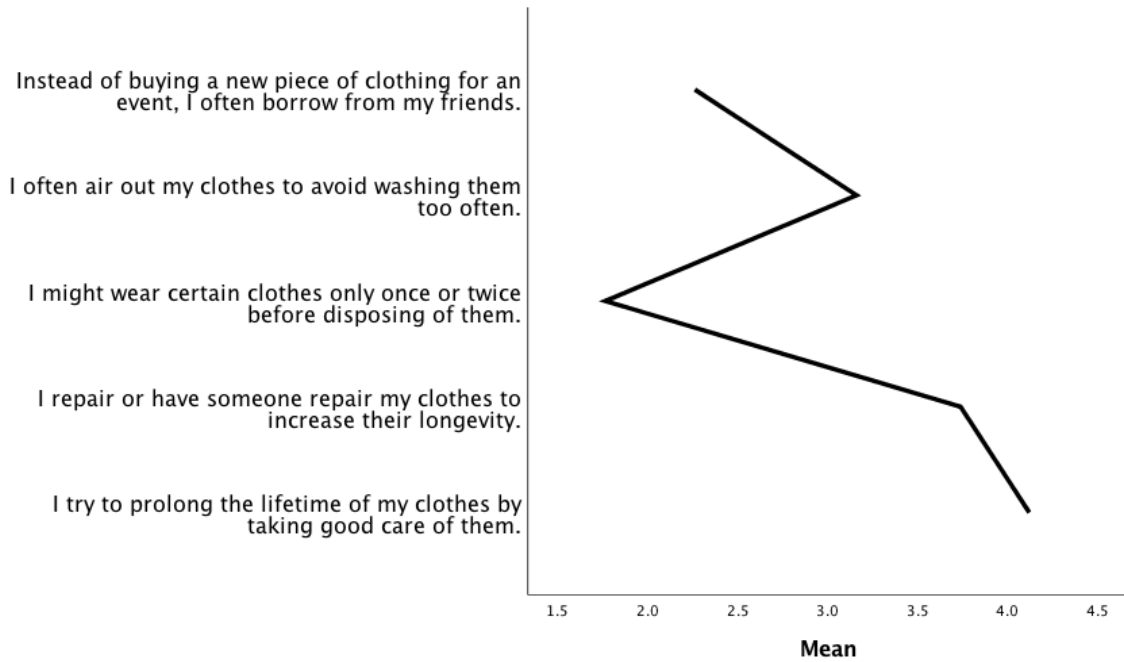 Instead of buying a new piece of clothing for an
event, I often borrow from my friends.
I often air out my clothes to avoid washing them
too often.
I might wear certain clothes only once or twice
before disposing of them.
I repair or have someone repair my clothes to
increase their longevity.
I try to prolong the lifetime of my clothes by
taking good care of them.
1.5 2.0 2.5 3.0 3.5 4.0 4.5
Mean